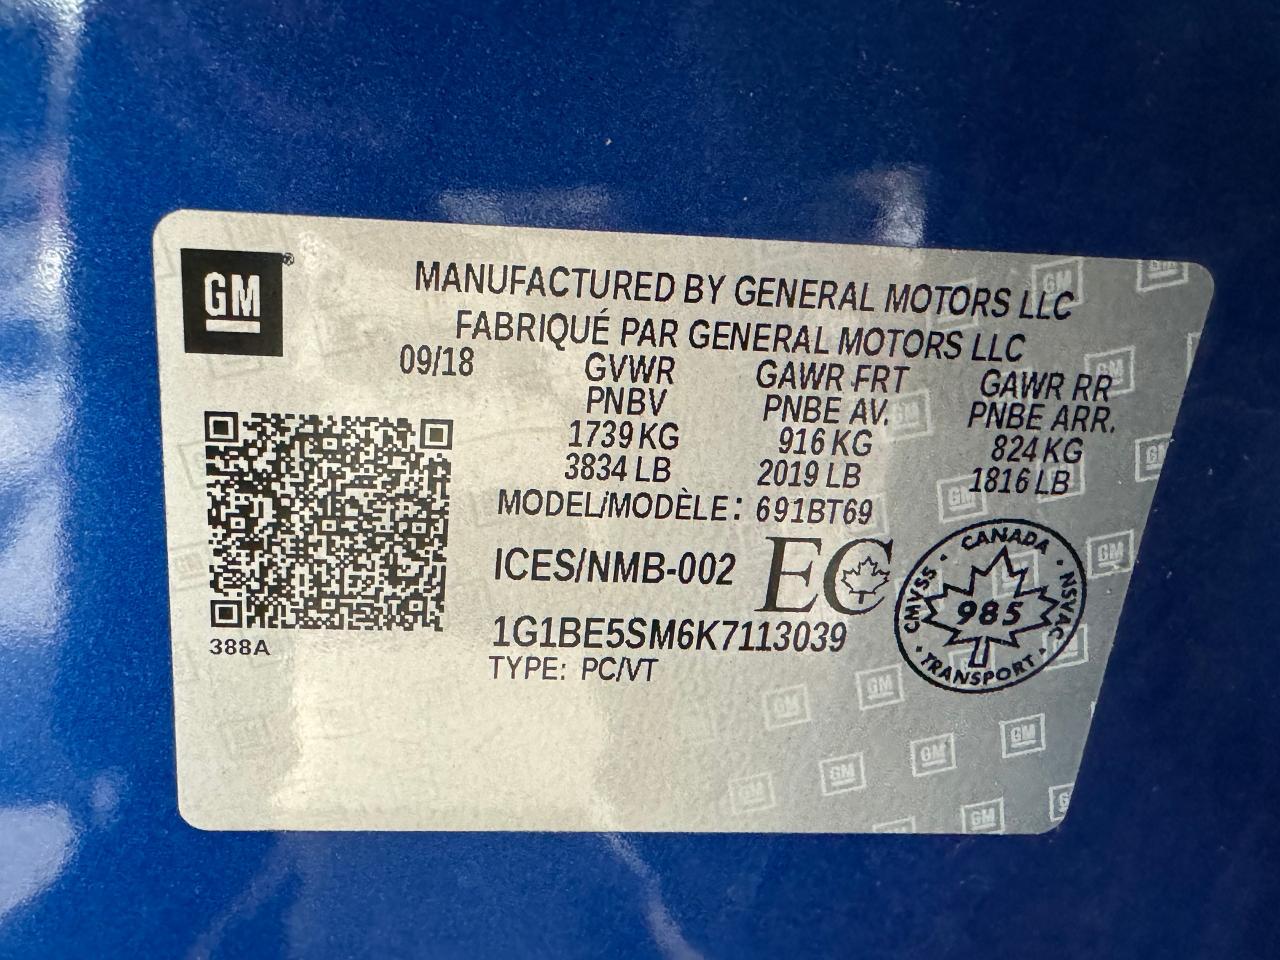 GM®
MANUFACTURED BY GENERAL MOTORS LLC
FABRIQUÉ PAR GENERAL MOTORS LLC
09/18 GVWR GAWR FRT GAWR RR
PNBV PNBE AV. PNBE ARR.
1739 KG 916 KG 824 KG
3834 LB 2019 LB 1816 LB
MODEL/MODÈLE: 691BT69
ICES/NMB-002 EC
1G1BE5SM6K7113039
TYPE: PC/VT
388A
CANADA · NSVAC · TRANSPORT · CMVSS
985